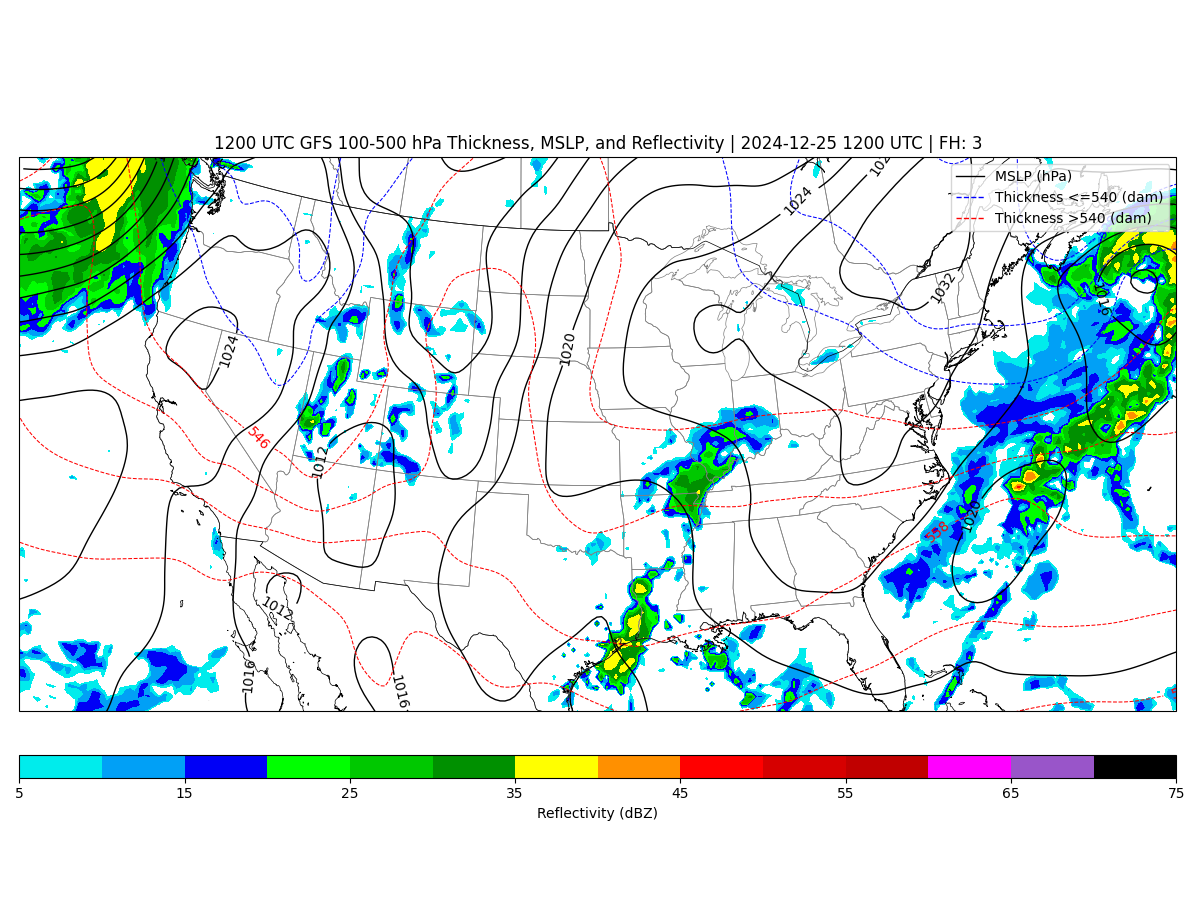 1200 UTC GFS 100-500 hPa Thickness, MSLP, and Reflectivity | 2024-12-25 1200 UTC | FH: 3
MSLP (hPa)
Thickness <=540 (dam)
Thickness >540 (dam)
1024
1032
1016
1024
1020
546
1012
1020
558
1012
1016
1016
5 15 25 35 45 55 65 75
Reflectivity (dBZ)